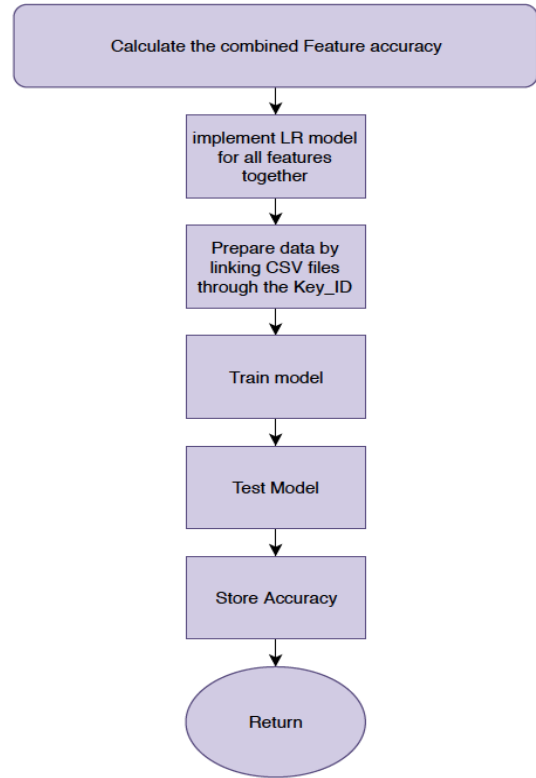 Calculate the combined Feature accuracy
implement LR model
for all features
together
Prepare data by
linking CSV files
through the Key_ID
Train model
Test Model
Store Accuracy
Return